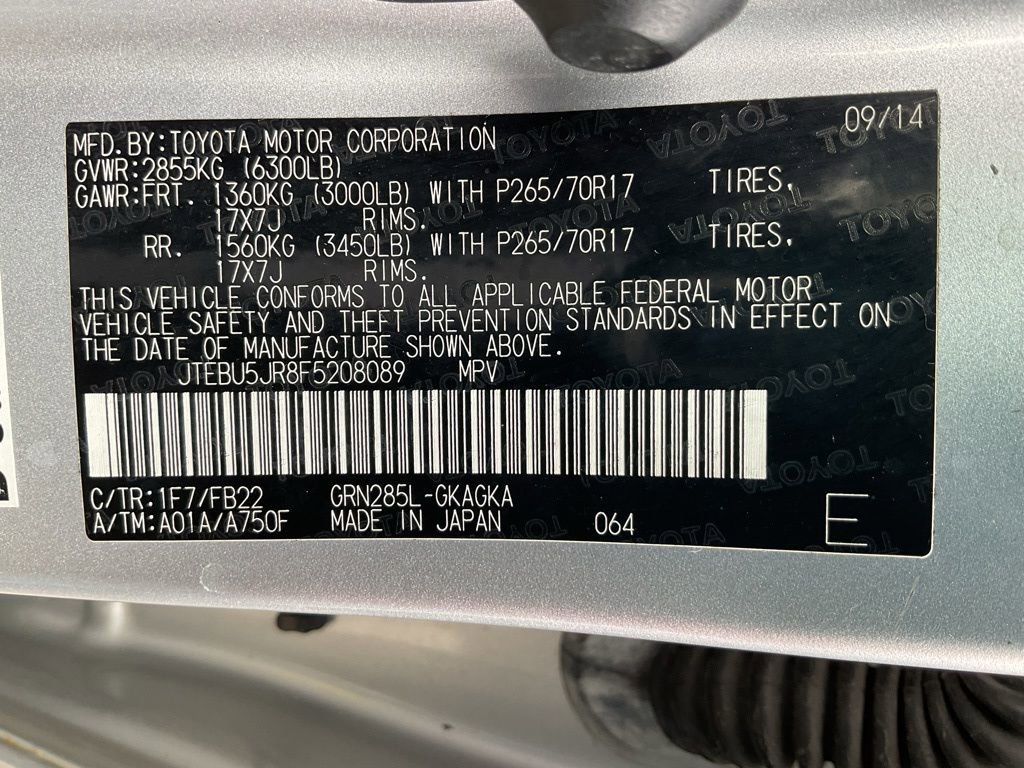 09/14
MFD.BY:TOYOTA MOTOR CORPORATION
GVWR:2855KG (6300LB)
GAWR:FRT. 1360KG (3000LB) WITH P265/70R17 TIRES,
17X7J RIMS.
RR. 1560KG (3450LB) WITH P265/70R17 TIRES,
17X7J RIMS.
THIS VEHICLE CONFORMS TO ALL APPLICABLE FEDERAL MOTOR
VEHICLE SAFETY AND THEFT PREVENTION STANDARDS IN EFFECT ON
THE DATE OF MANUFACTURE SHOWN ABOVE.
JTEBU5JR8F5208089 MPV
C/TR:1F7/FB22 GRN285L-GKAGKA
A/TM:A01A/A750F MADE IN JAPAN 064 E